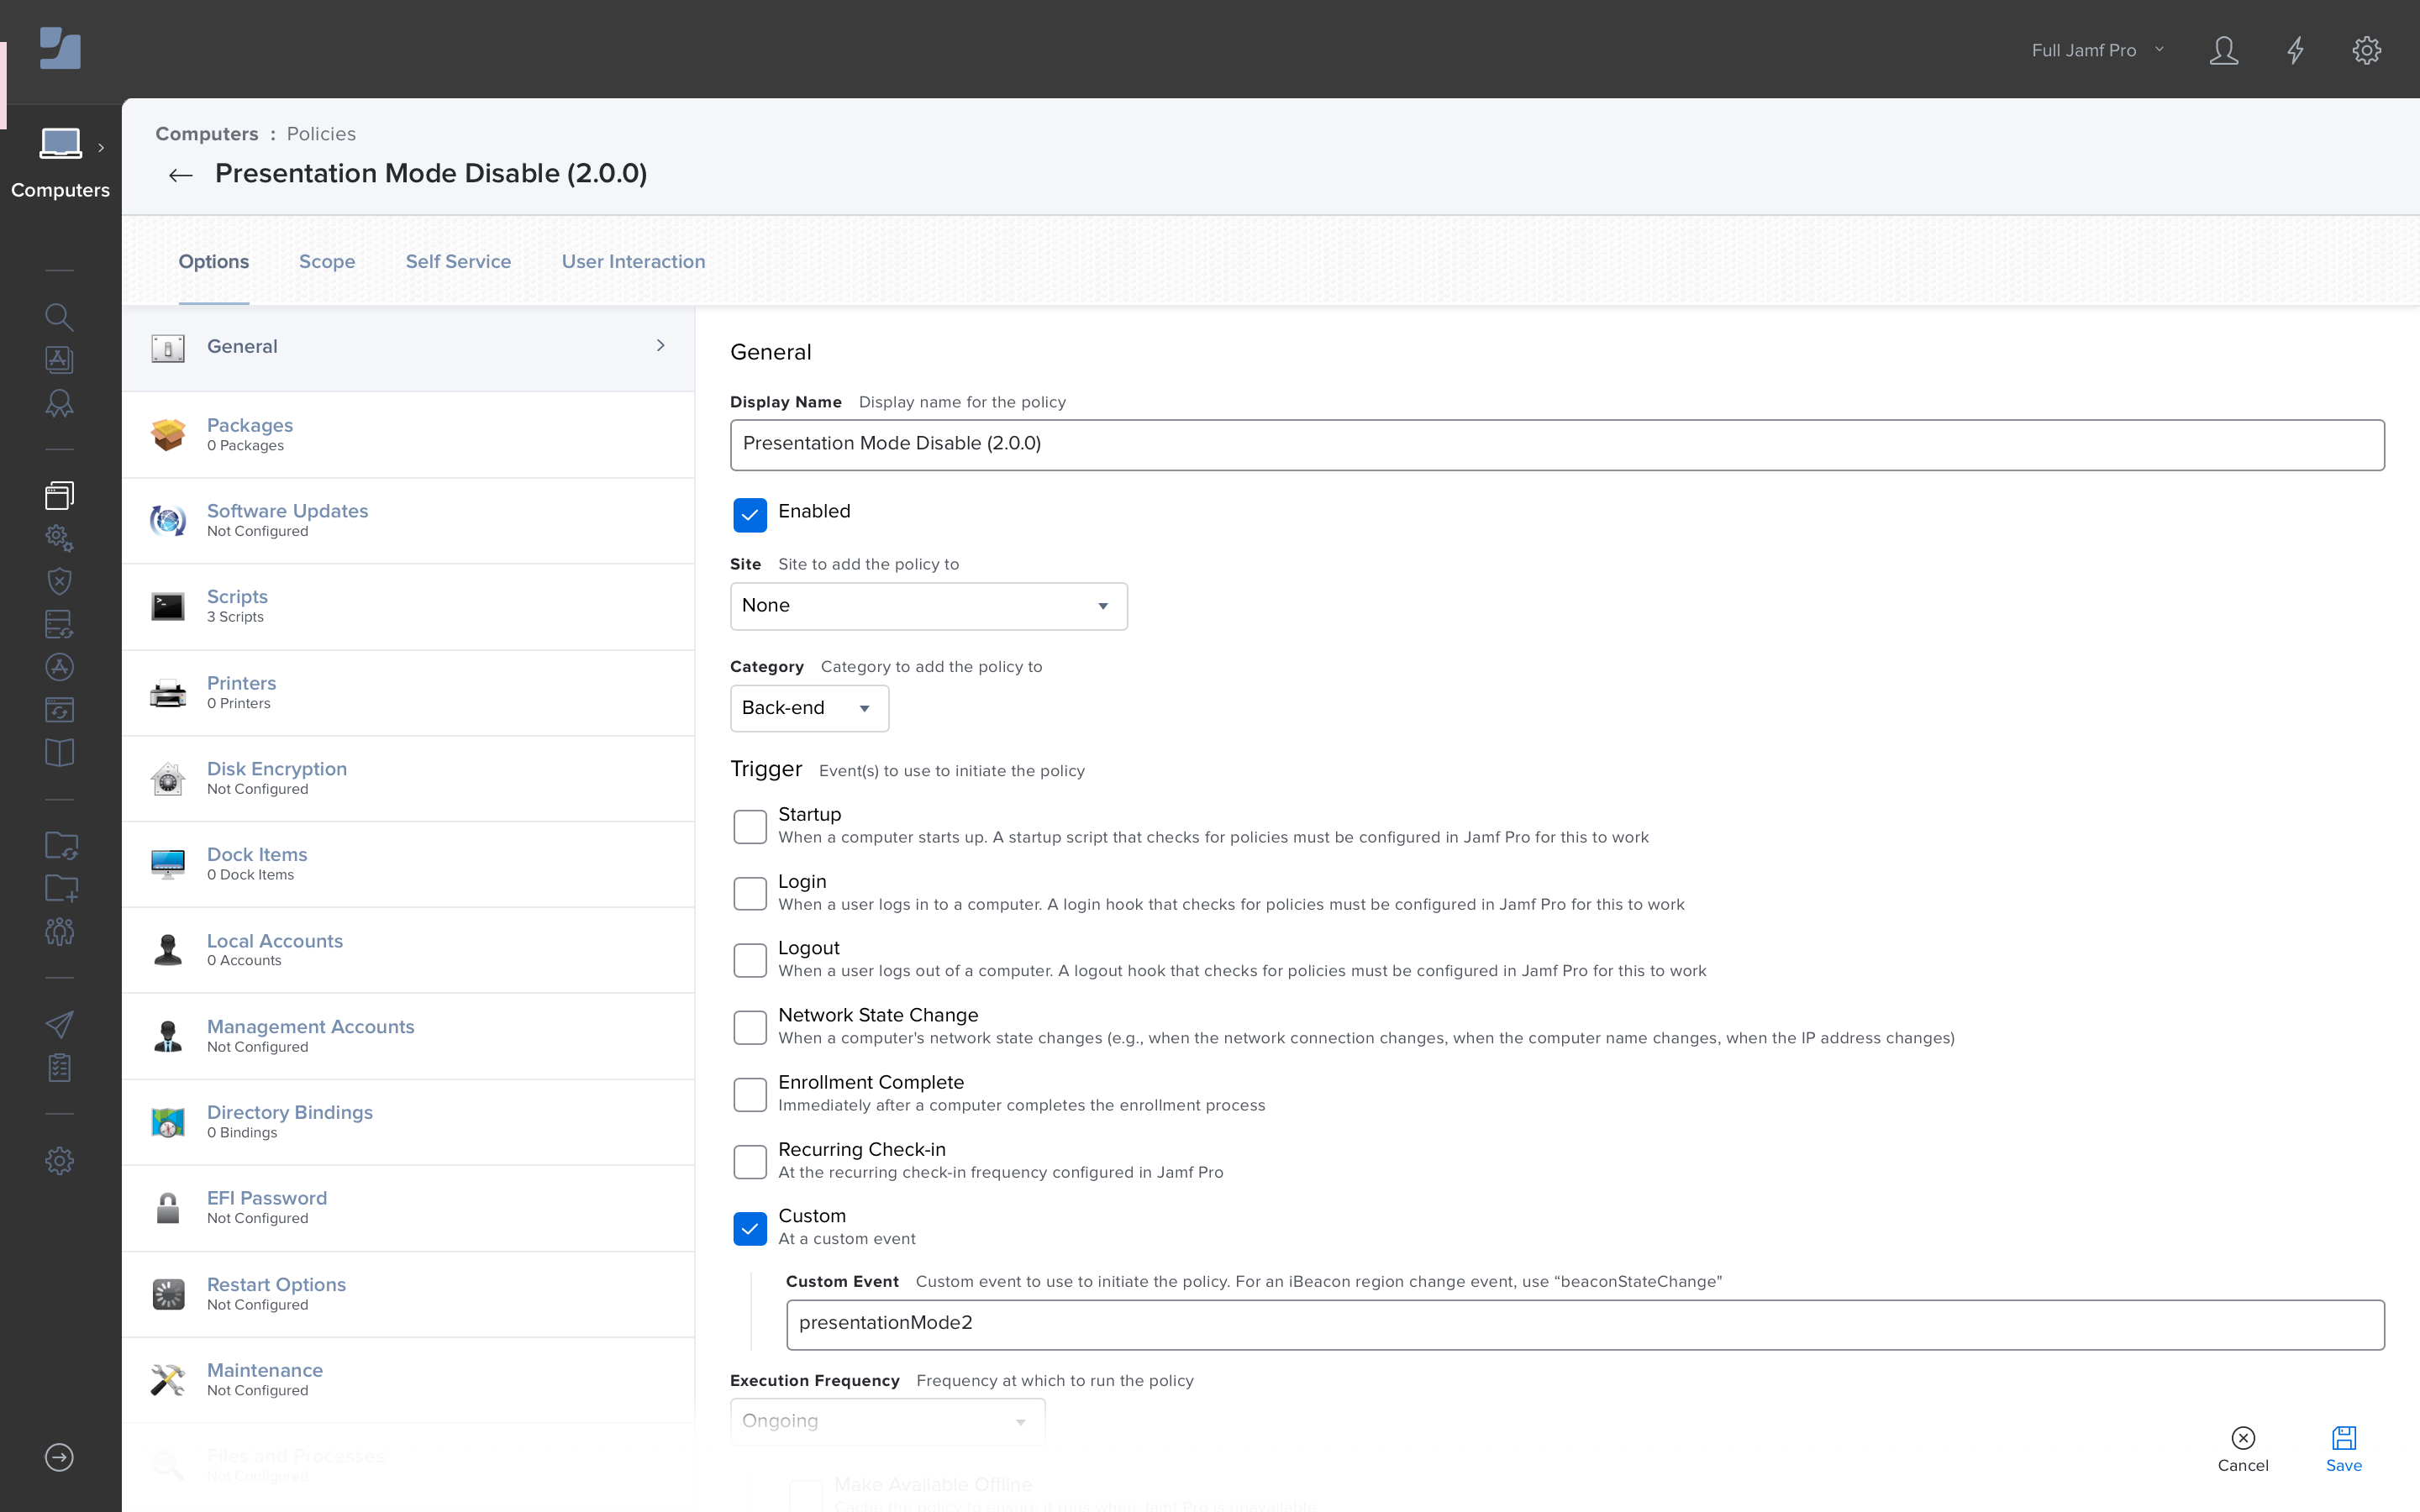 Full Jamf Pro
Computers
Computers : Policies
Presentation Mode Disable (2.0.0)
Options
Scope
Self Service
User Interaction
General
Packages
0 Packages
Software Updates
Not Configured
Scripts
3 Scripts
Printers
0 Printers
Disk Encryption
Not Configured
Dock Items
0 Dock Items
Local Accounts
0 Accounts
Management Accounts
Not Configured
Directory Bindings
0 Bindings
EFI Password
Not Configured
Restart Options
Not Configured
Maintenance
Not Configured
Files and Processes
Not Configured
General
Display Name Display name for the policy
Presentation Mode Disable (2.0.0)
Enabled
Site Site to add the policy to
None
Category Category to add the policy to
Back-end
Trigger Event(s) to use to initiate the policy
Startup
When a computer starts up. A startup script that checks for policies must be configured in Jamf Pro for this to work
Login
When a user logs in to a computer. A login hook that checks for policies must be configured in Jamf Pro for this to work
Logout
When a user logs out of a computer. A logout hook that checks for policies must be configured in Jamf Pro for this to work
Network State Change
When a computer's network state changes (e.g., when the network connection changes, when the computer name changes, when the IP address changes)
Enrollment Complete
Immediately after a computer completes the enrollment process
Recurring Check-in
At the recurring check-in frequency configured in Jamf Pro
Custom
At a custom event
Custom Event Custom event to use to initiate the policy. For an iBeacon region change event, use “beaconStateChange"
presentationMode2
Execution Frequency Frequency at which to run the policy
Ongoing
Make Available Offline
Cache the policy to ensure it runs when Jamf Pro is unavailable
Cancel
Save